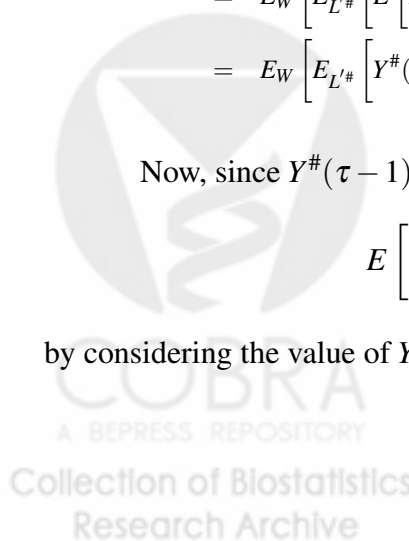 = E_W [ E_{L'^#} [ E [
= E_W [ E_{L'^#} [ Y^#(
Now, since Y^#(τ − 1)
E [
by considering the value of Y
COBRA
A BEPRESS REPOSITORY
Collection of Biostatistics
Research Archive